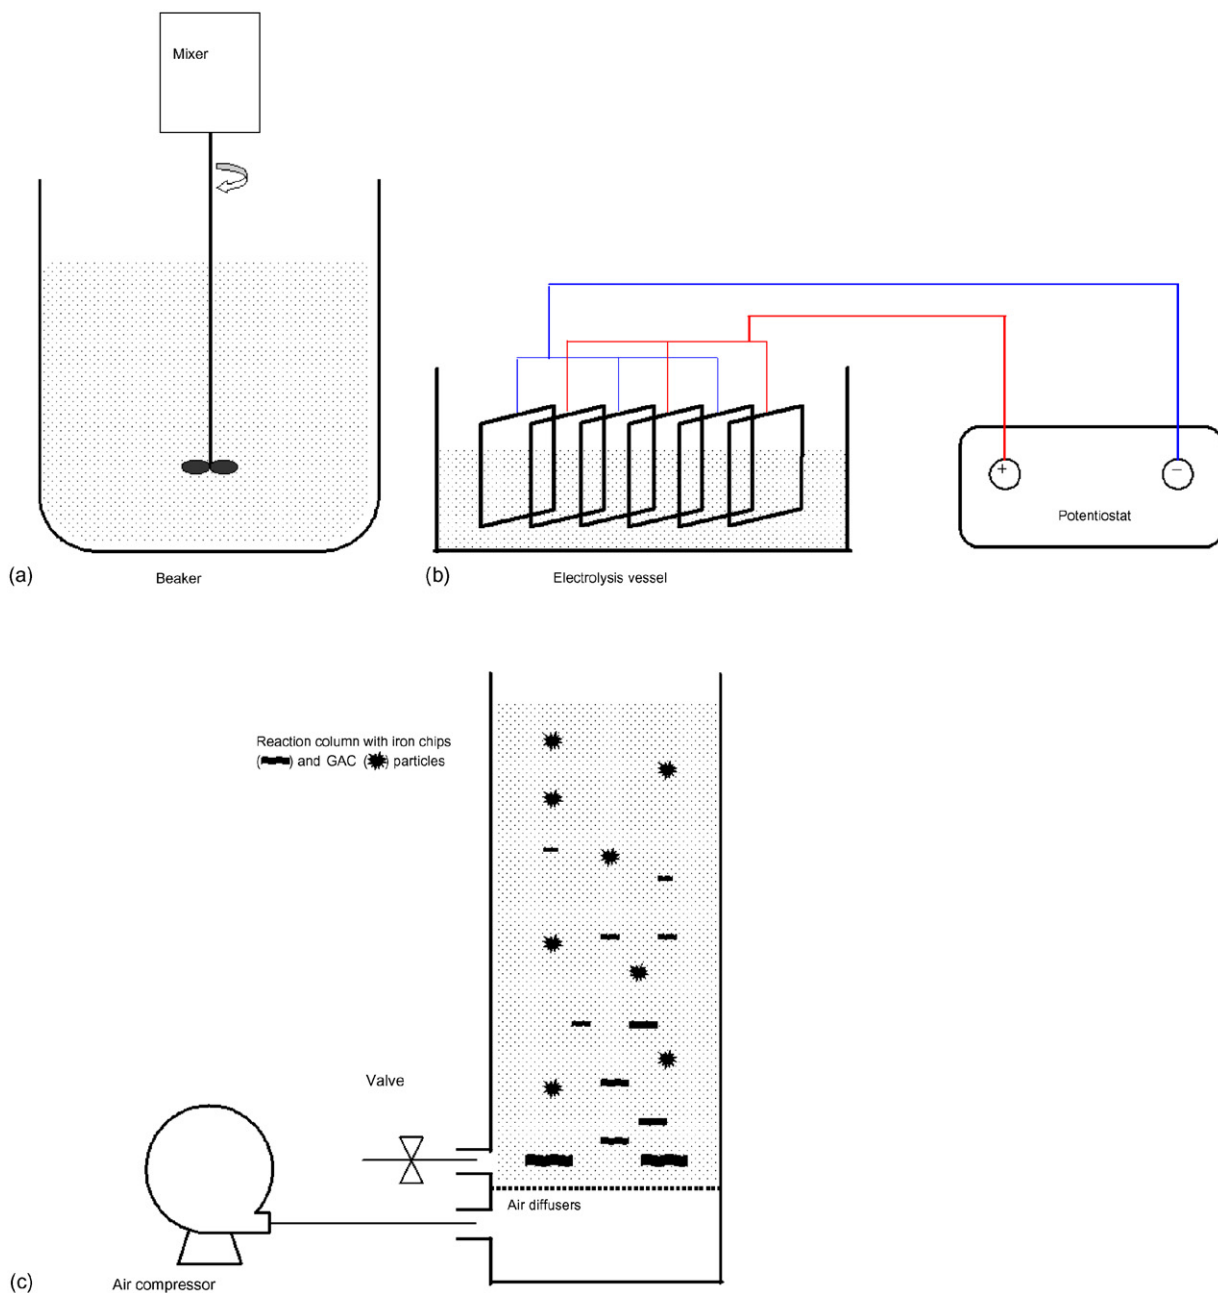 Mixer
(a)
Beaker
+
−
Potentiostat
(b)
Electrolysis vessel
Reaction column with iron chips
( ) and GAC ( ) particles
Valve
Air diffusers
(c)
Air compressor